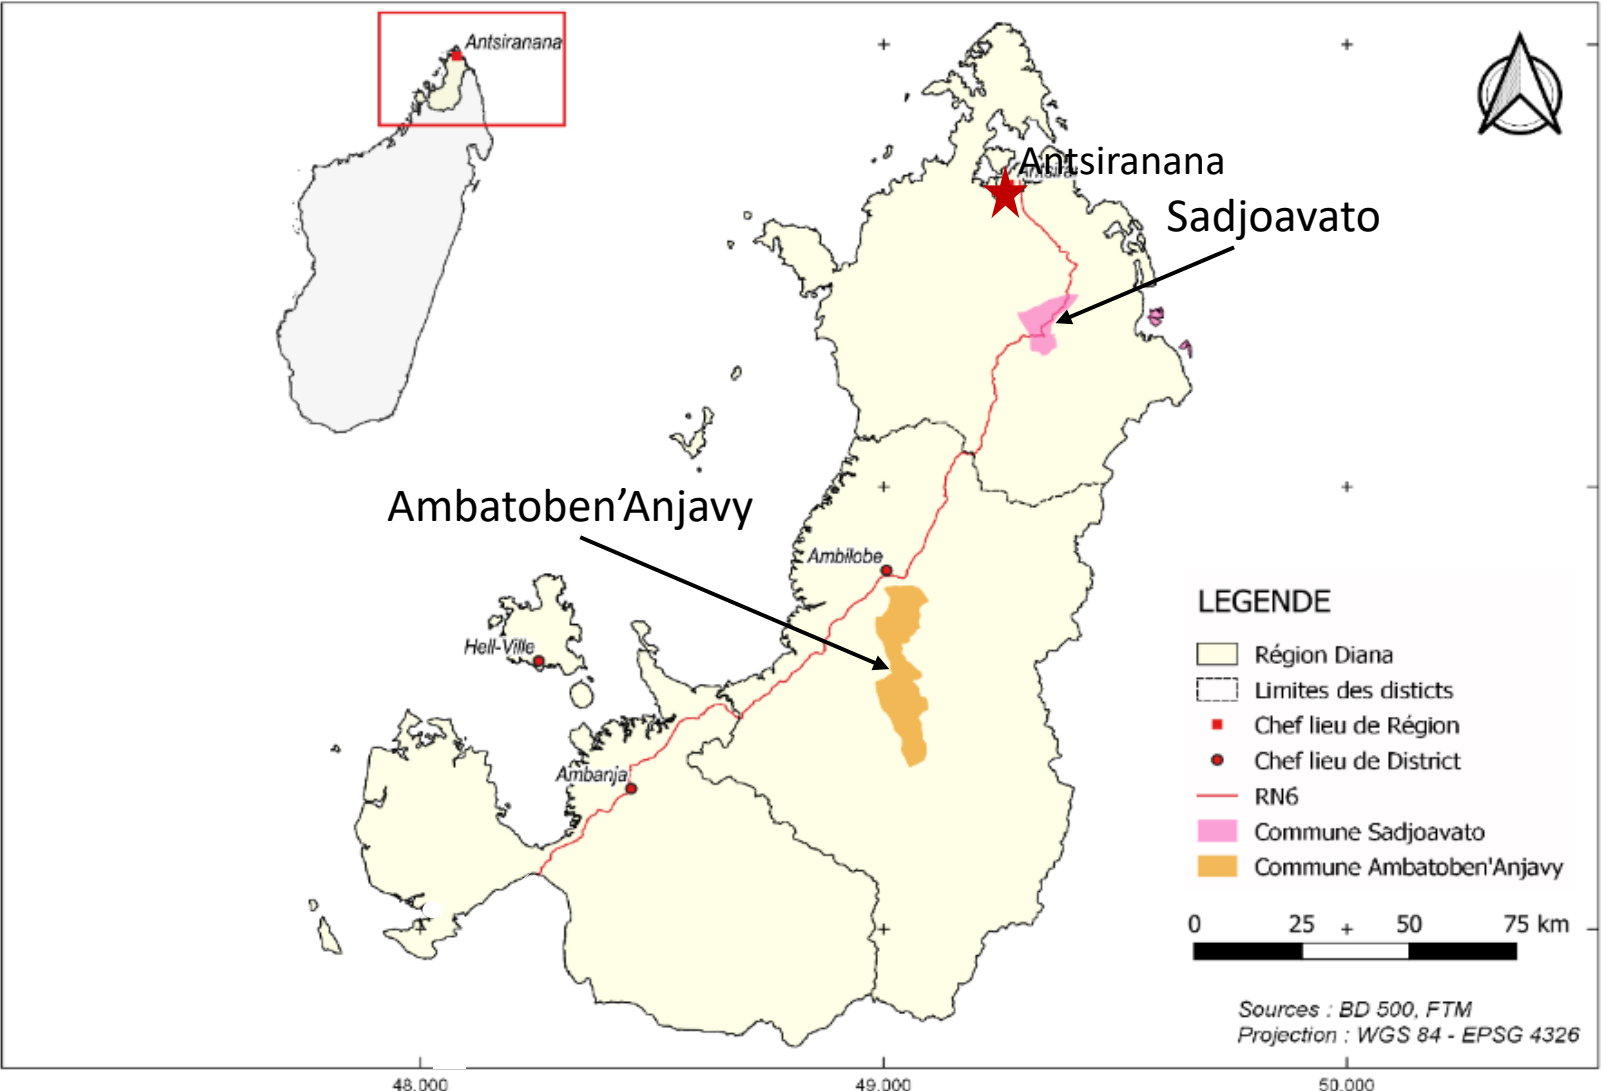 Antsiranana
Antsiranana
Sadjoavato
Ambatoben’Anjavy
Ambilobe
Hell-Ville
Ambanja
LEGENDE
Région Diana
Limites des disticts
Chef lieu de Région
Chef lieu de District
RN6
Commune Sadjoavato
Commune Ambatoben'Anjavy
0 25 50 75 km
Sources : BD 500, FTM
Projection : WGS 84 - EPSG 4326
48.000 49.000 50.000